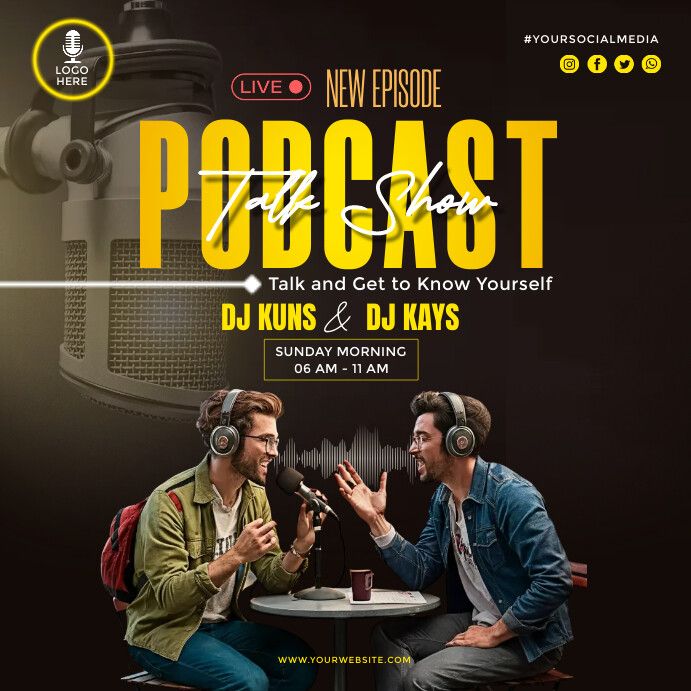 LOGO
HERE
#YOURSOCIALMEDIA
LIVE
NEW EPISODE
PODCAST
Talk Show
Talk and Get to Know Yourself
DJ KUNS & DJ KAYS
SUNDAY MORNING
06 AM - 11 AM
WWW.YOURWEBSITE.COM